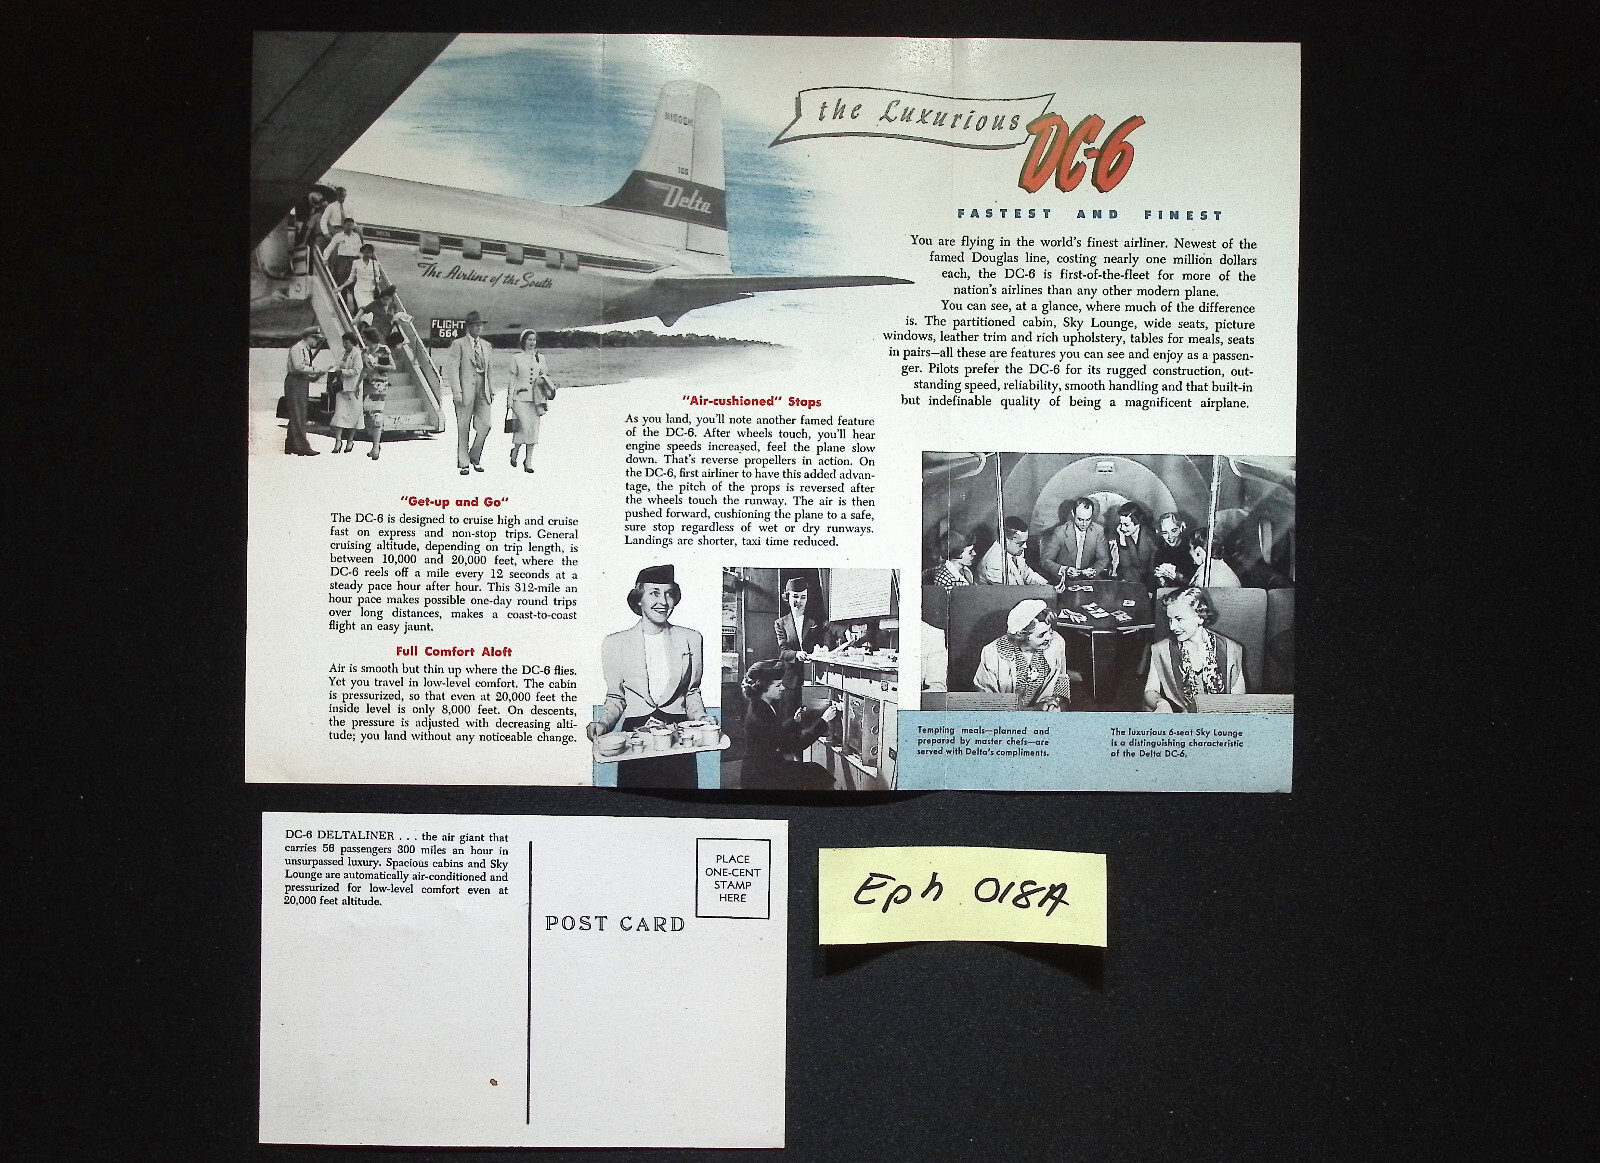 the Luxurious
DC-6
FASTEST AND FINEST
You are flying in the world's finest airliner. Newest of the
famed Douglas line, costing nearly one million dollars
each, the DC-6 is first-of-the-fleet for more of the
nation's airlines than any other modern plane.
You can see, at a glance, where much of the difference
is. The partitioned cabin, Sky Lounge, wide seats, picture
windows, leather trim and rich upholstery, tables for meals, seats
in pairs—all these are features you can see and enjoy as a passen-
ger. Pilots prefer the DC-6 for its rugged construction, out-
standing speed, reliability, smooth handling and that built-in
but indefinable quality of being a magnificent airplane.
105
Delta
The Airline of the South
FLIGHT
664
"Get-up and Go"
The DC-6 is designed to cruise high and cruise
fast on express and non-stop trips. General
cruising altitude, depending on trip length, is
between 10,000 and 20,000 feet, where the
DC-6 reels off a mile every 12 seconds at a
steady pace hour after hour. This 312-mile an
hour pace makes possible one-day round trips
over long distances, makes a coast-to-coast
flight an easy jaunt.
Full Comfort Aloft
Air is smooth but thin up where the DC-6 flies.
Yet you travel in low-level comfort. The cabin
is pressurized, so that even at 20,000 feet the
inside level is only 8,000 feet. On descents,
the pressure is adjusted with decreasing alti-
tude; you land without any noticeable change.
"Air-cushioned" Stops
As you land, you'll note another famed feature
of the DC-6. After wheels touch, you'll hear
engine speeds increased, feel the plane slow
down. That's reverse propellers in action. On
the DC-6, first airliner to have this added advan-
tage, the pitch of the props is reversed after
the wheels touch the runway. The air is then
pushed forward, cushioning the plane to a safe,
sure stop regardless of wet or dry runways.
Landings are shorter, taxi time reduced.
Tempting meals—planned and
prepared by master chefs—are
served with Delta's compliments.
The luxurious 6-seat Sky Lounge
is a distinguishing characteristic
of the Delta DC-6.
DC-6 DELTALINER . . . the air giant that
carries 56 passengers 300 miles an hour in
unsurpassed luxury. Spacious cabins and Sky
Lounge are automatically air-conditioned and
pressurized for low-level comfort even at
20,000 feet altitude.
POST CARD
PLACE
ONE-CENT
STAMP
HERE
Eph 018A